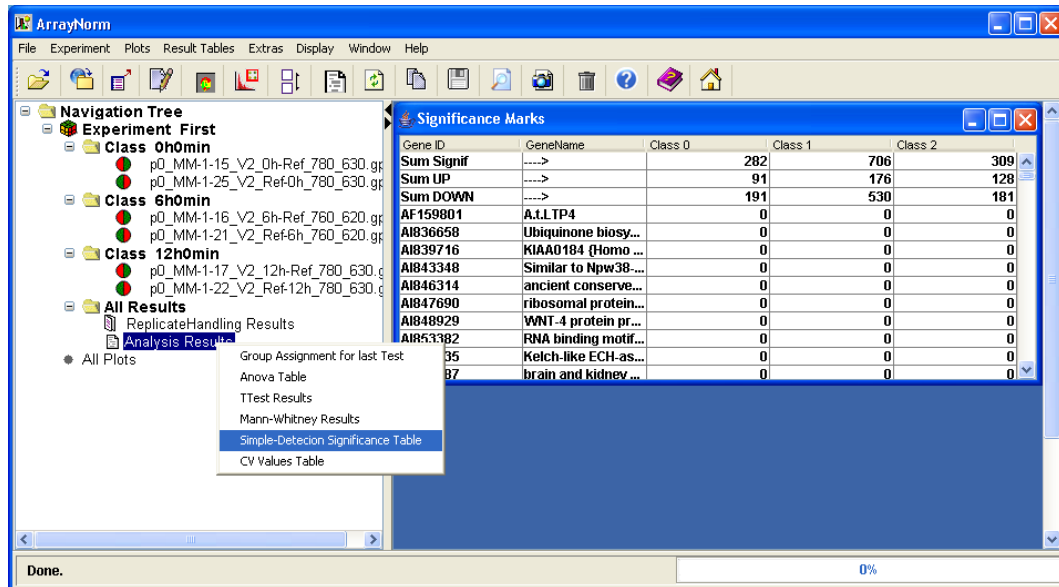 ArrayNorm
File Experiment Plots Result Tables Extras Display Window Help
Navigation Tree
Experiment First
Class 0h0min
p0_MM-1-15_V2_0h-Ref_780_630.gp
p0_MM-1-25_V2_Ref-0h_780_630.gp
Class 6h0min
p0_MM-1-16_V2_6h-Ref_760_620.gp
p0_MM-1-21_V2_Ref-6h_760_620.gp
Class 12h0min
p0_MM-1-17_V2_12h-Ref_780_630.g
p0_MM-1-22_V2_Ref-12h_780_630.g
All Results
ReplicateHandling Results
Analysis Results
All Plots
Group Assignment for last Test
Anova Table
TTest Results
Mann-Whitney Results
Simple-Detecion Significance Table
CV Values Table
Significance Marks
Gene ID GeneName Class 0 Class 1 Class 2
Sum Signif ----> 282 706 309
Sum UP ----> 91 176 128
Sum DOWN ----> 191 530 181
AF159801 A.t.LTP4 0 0 0
AI836658 Ubiquinone biosy... 0 0 0
AI839716 KIAA0184 {Homo ... 0 0 0
AI843348 Similar to Npw38-... 0 0 0
AI846314 ancient conserve... 0 0 0
AI847690 ribosomal protein... 0 0 0
AI848929 WNT-4 protein pr... 0 0 0
AI853382 RNA binding motif... 0 0 0
35 Kelch-like ECH-as... 0 0 0
87 brain and kidney ... 0 0 0
Done.
0%